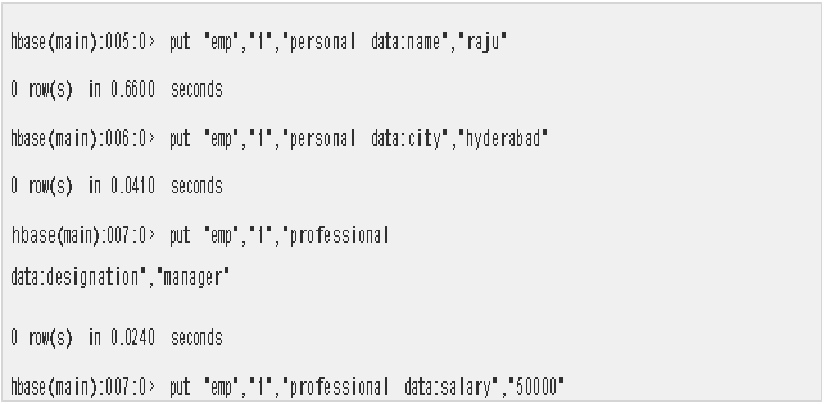 hbase(main):005:0> put "emp","1","personal data:name","raju"
0 row(s) in 0.6600 seconds
hbase(main):006:0> put "emp","1","personal data:city","hyderabad"
0 row(s) in 0.0410 seconds
hbase(main):007:0> put "emp","1","professional
data:designation","manager"
0 row(s) in 0.0240 seconds
hbase(main):007:0> put "emp","1","professional data:salary","50000"